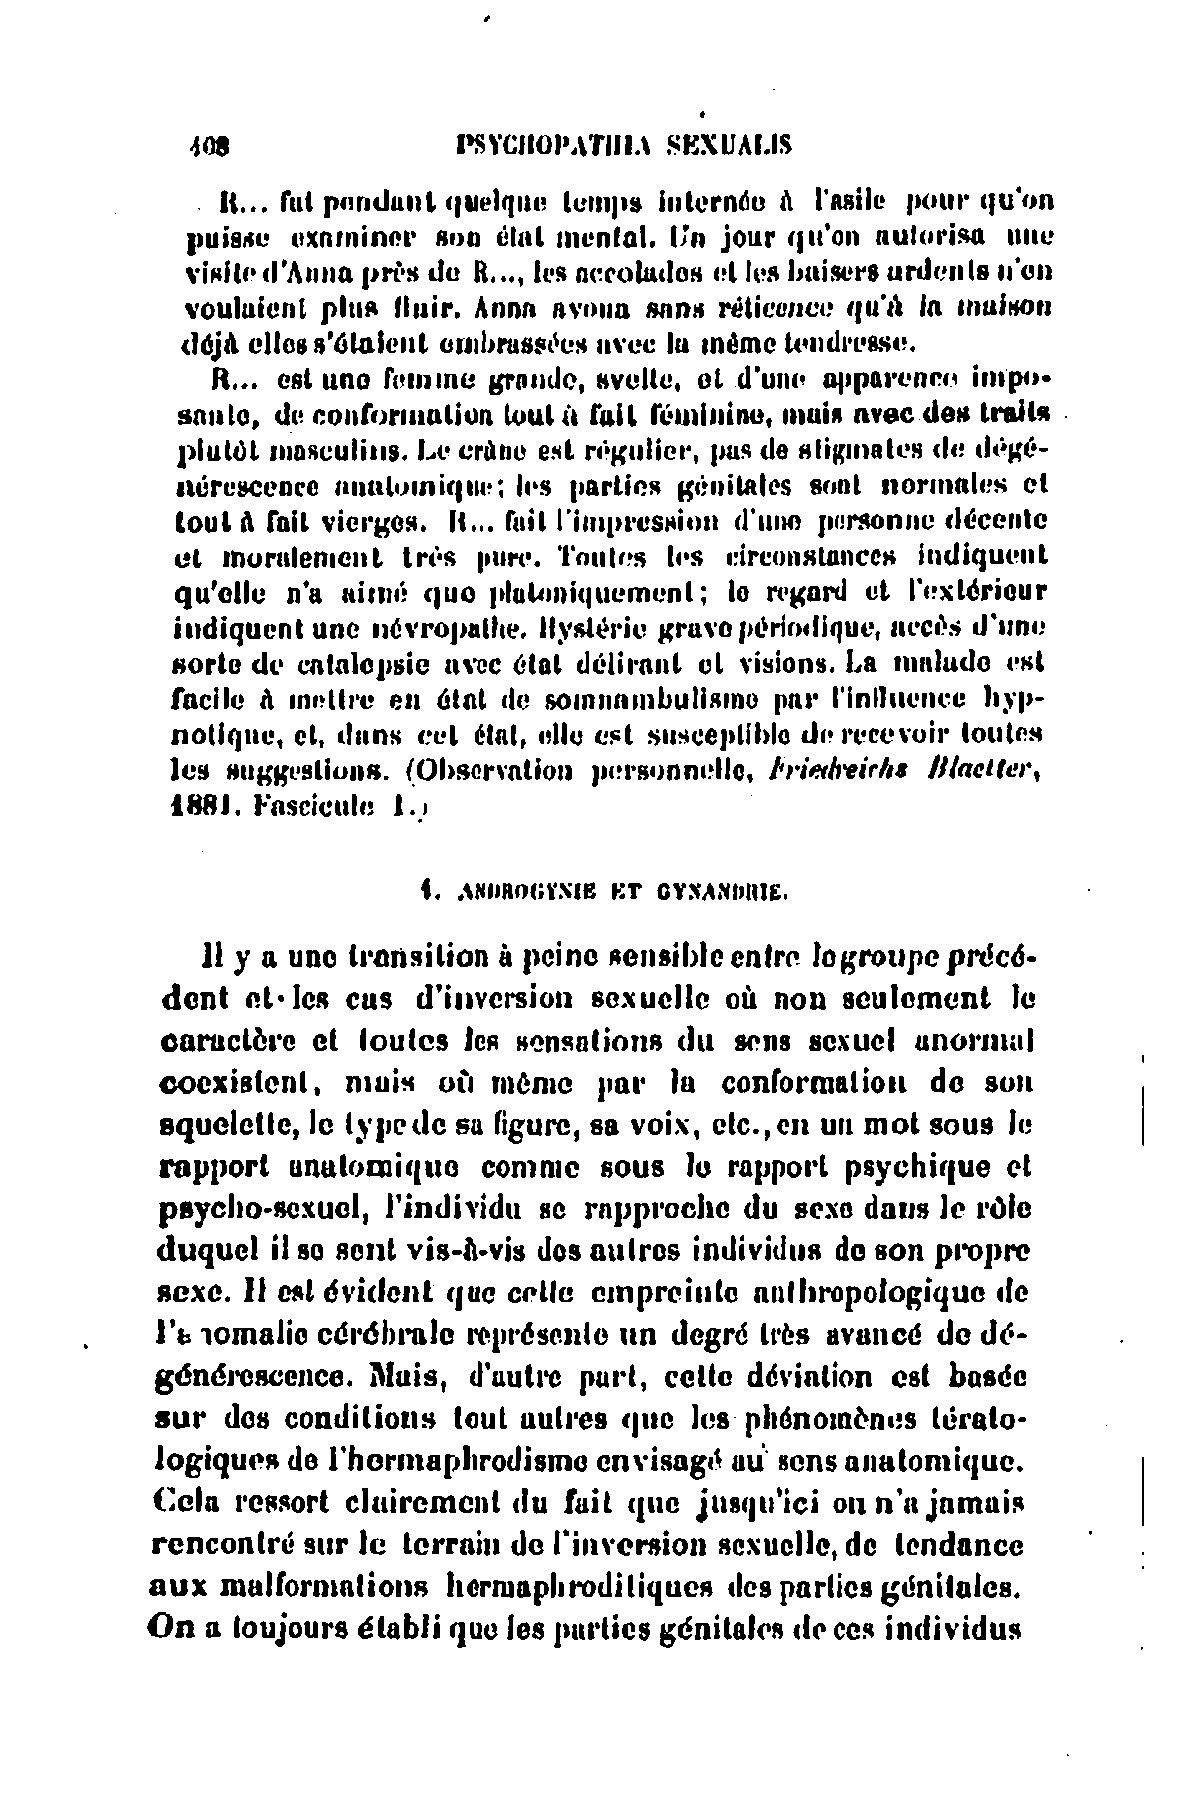 408 PSYCHOPATHIA SEXUALIS
R... fut pendant quelque temps internée à l'asile pour qu'on
puisse examiner son état mental. Un jour qu'on autorisa une
visite d'Anna près de R..., les accolades et les baisers ardents n'en
voulaient plus finir. Anna avoua sans réticence qu'à la maison
déjà elles s'étaient embrassées avec la même tendresse.
R... est une femme grande, svelte, et d'une apparence impo-
sante, de conformation tout à fait féminine, mais avec des traits
plutôt masculins. Le crâne est régulier, pas de stigmates de dégé-
nérescence anatomique; les parties génitales sont normales et
tout à fait vierges. R... fait l'impression d'une personne décente
et moralement très pure. Toutes les circonstances indiquent
qu'elle n'a aimé que platoniquement; le regard et l'extérieur
indiquent une névropathe. Hystérie grave périodique, accès d'une
sorte de catalepsie avec état délirant et visions. La malade est
facile à mettre en état de somnambulisme par l'influence hyp-
notique, et, dans cet état, elle est susceptible de recevoir toutes
les suggestions. (Observation personnelle, Friedreichs Blaetter,
1881. Fascicule 1.)
4. ANDROGYNIE ET GYNANDRIE.
Il y a une transition à peine sensible entre le groupe précé-
dent et les cas d'inversion sexuelle où non seulement le
caractère et toutes les sensations du sens sexuel anormal
coexistent, mais où même par la conformation de son
squelette, le type de sa figure, sa voix, etc., en un mot sous le
rapport anatomique comme sous le rapport psychique et
psycho-sexuel, l'individu se rapproche du sexe dans le rôle
duquel il se sent vis-à-vis des autres individus de son propre
sexe. Il est évident que cette empreinte anthropologique de
l'anomalie cérébrale représente un degré très avancé de dé-
générescence. Mais, d'autre part, cette déviation est basée
sur des conditions tout autres que les phénomènes térato-
logiques de l'hermaphrodisme envisagé au sens anatomique.
Cela ressort clairement du fait que jusqu'ici on n'a jamais
rencontré sur le terrain de l'inversion sexuelle, de tendance
aux malformations hermaphroditiques des parties génitales.
On a toujours établi que les parties génitales de ces individus